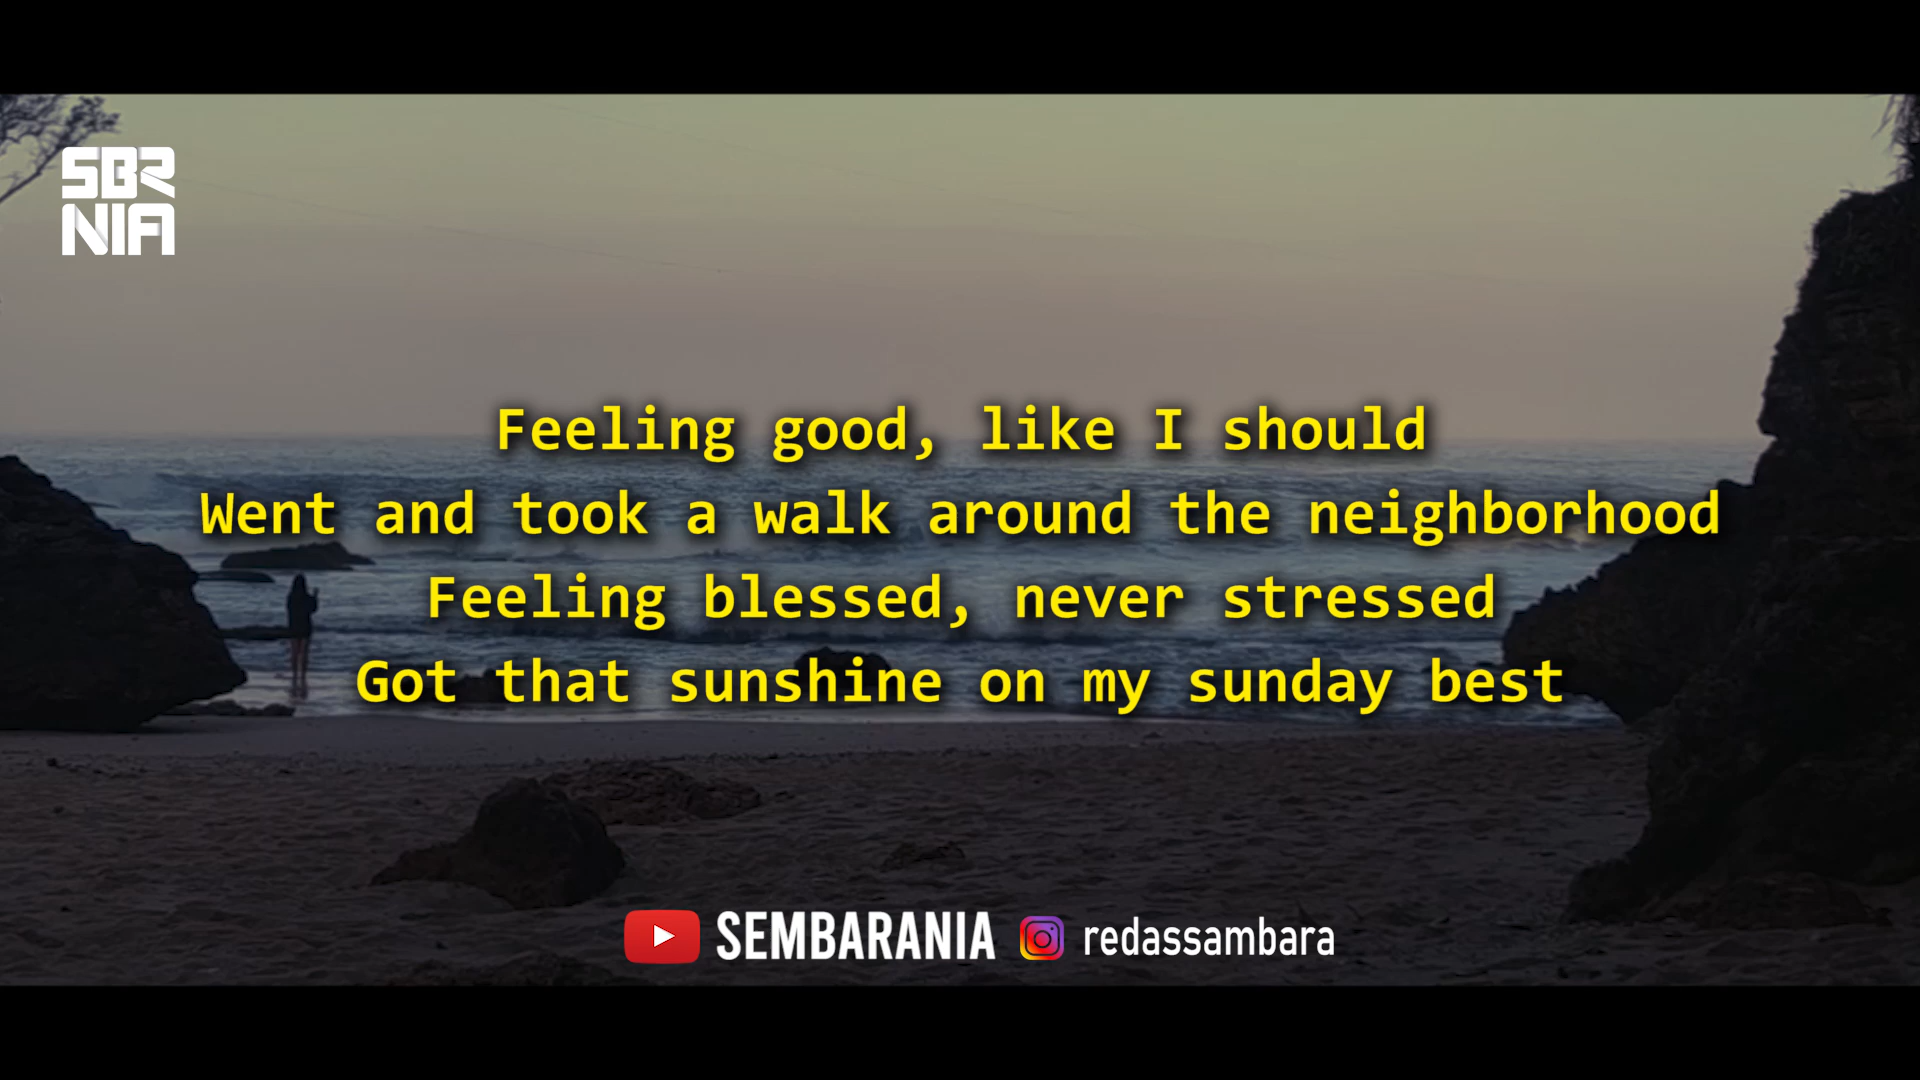 SBR
NIA
Feeling good, like I should
Went and took a walk around the neighborhood
Feeling blessed, never stressed
Got that sunshine on my sunday best
SEMBARANIA redassambara